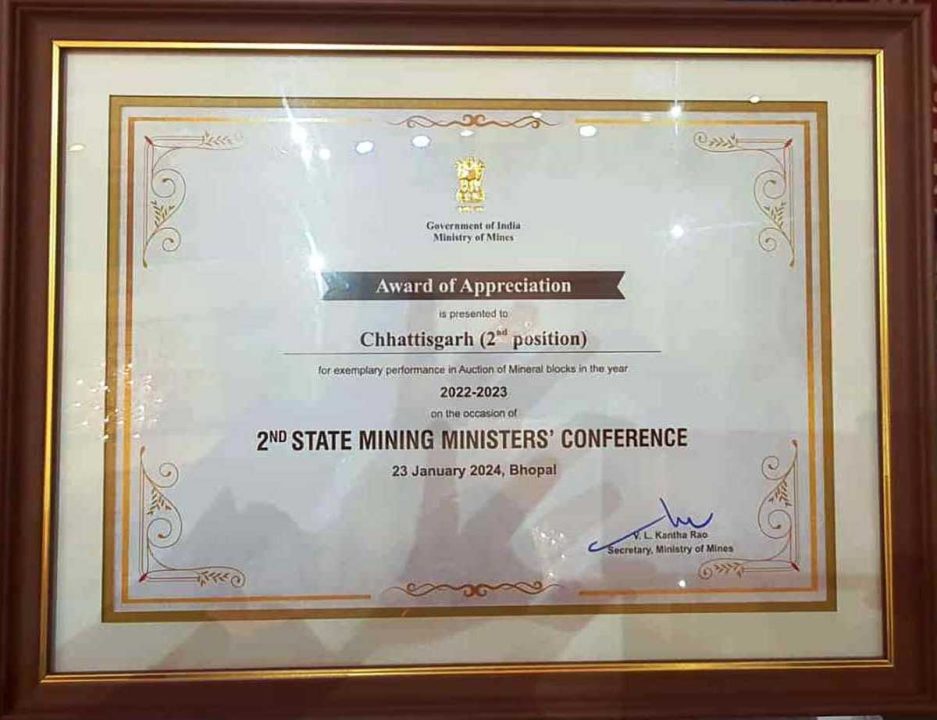 Government of India
Ministry of Mines
Award of Appreciation
is presented to
Chhattisgarh (2nd position)
for exemplary performance in Auction of Mineral blocks in the year
2022-2023
on the occasion of
2ND STATE MINING MINISTERS' CONFERENCE
23 January 2024, Bhopal
V. L. Kantha Rao
Secretary, Ministry of Mines